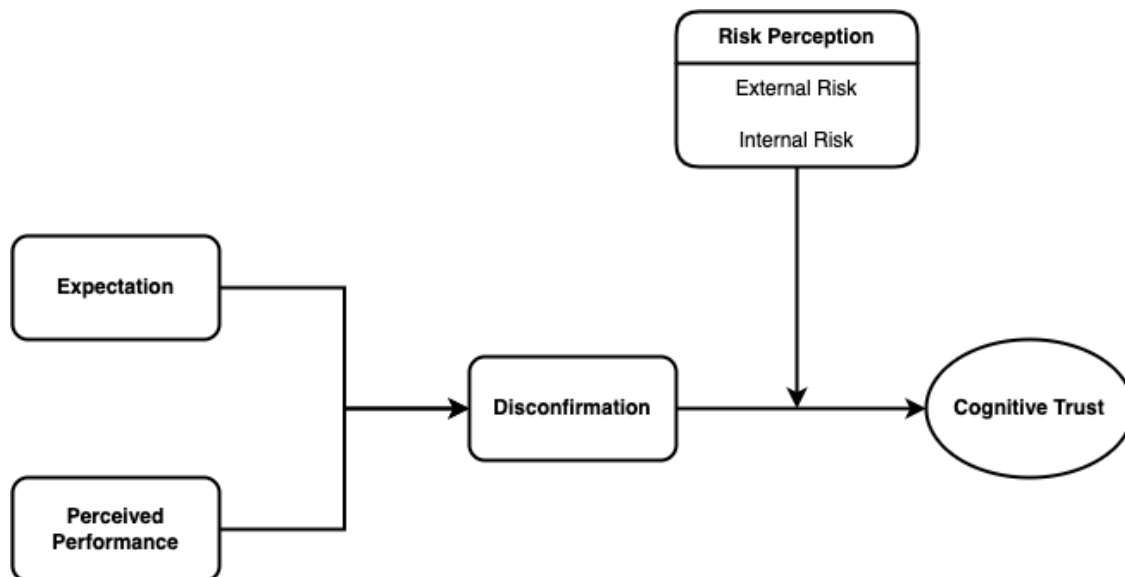 Risk Perception
External Risk
Internal Risk
Expectation
Disconfirmation
Cognitive Trust
Perceived
Performance